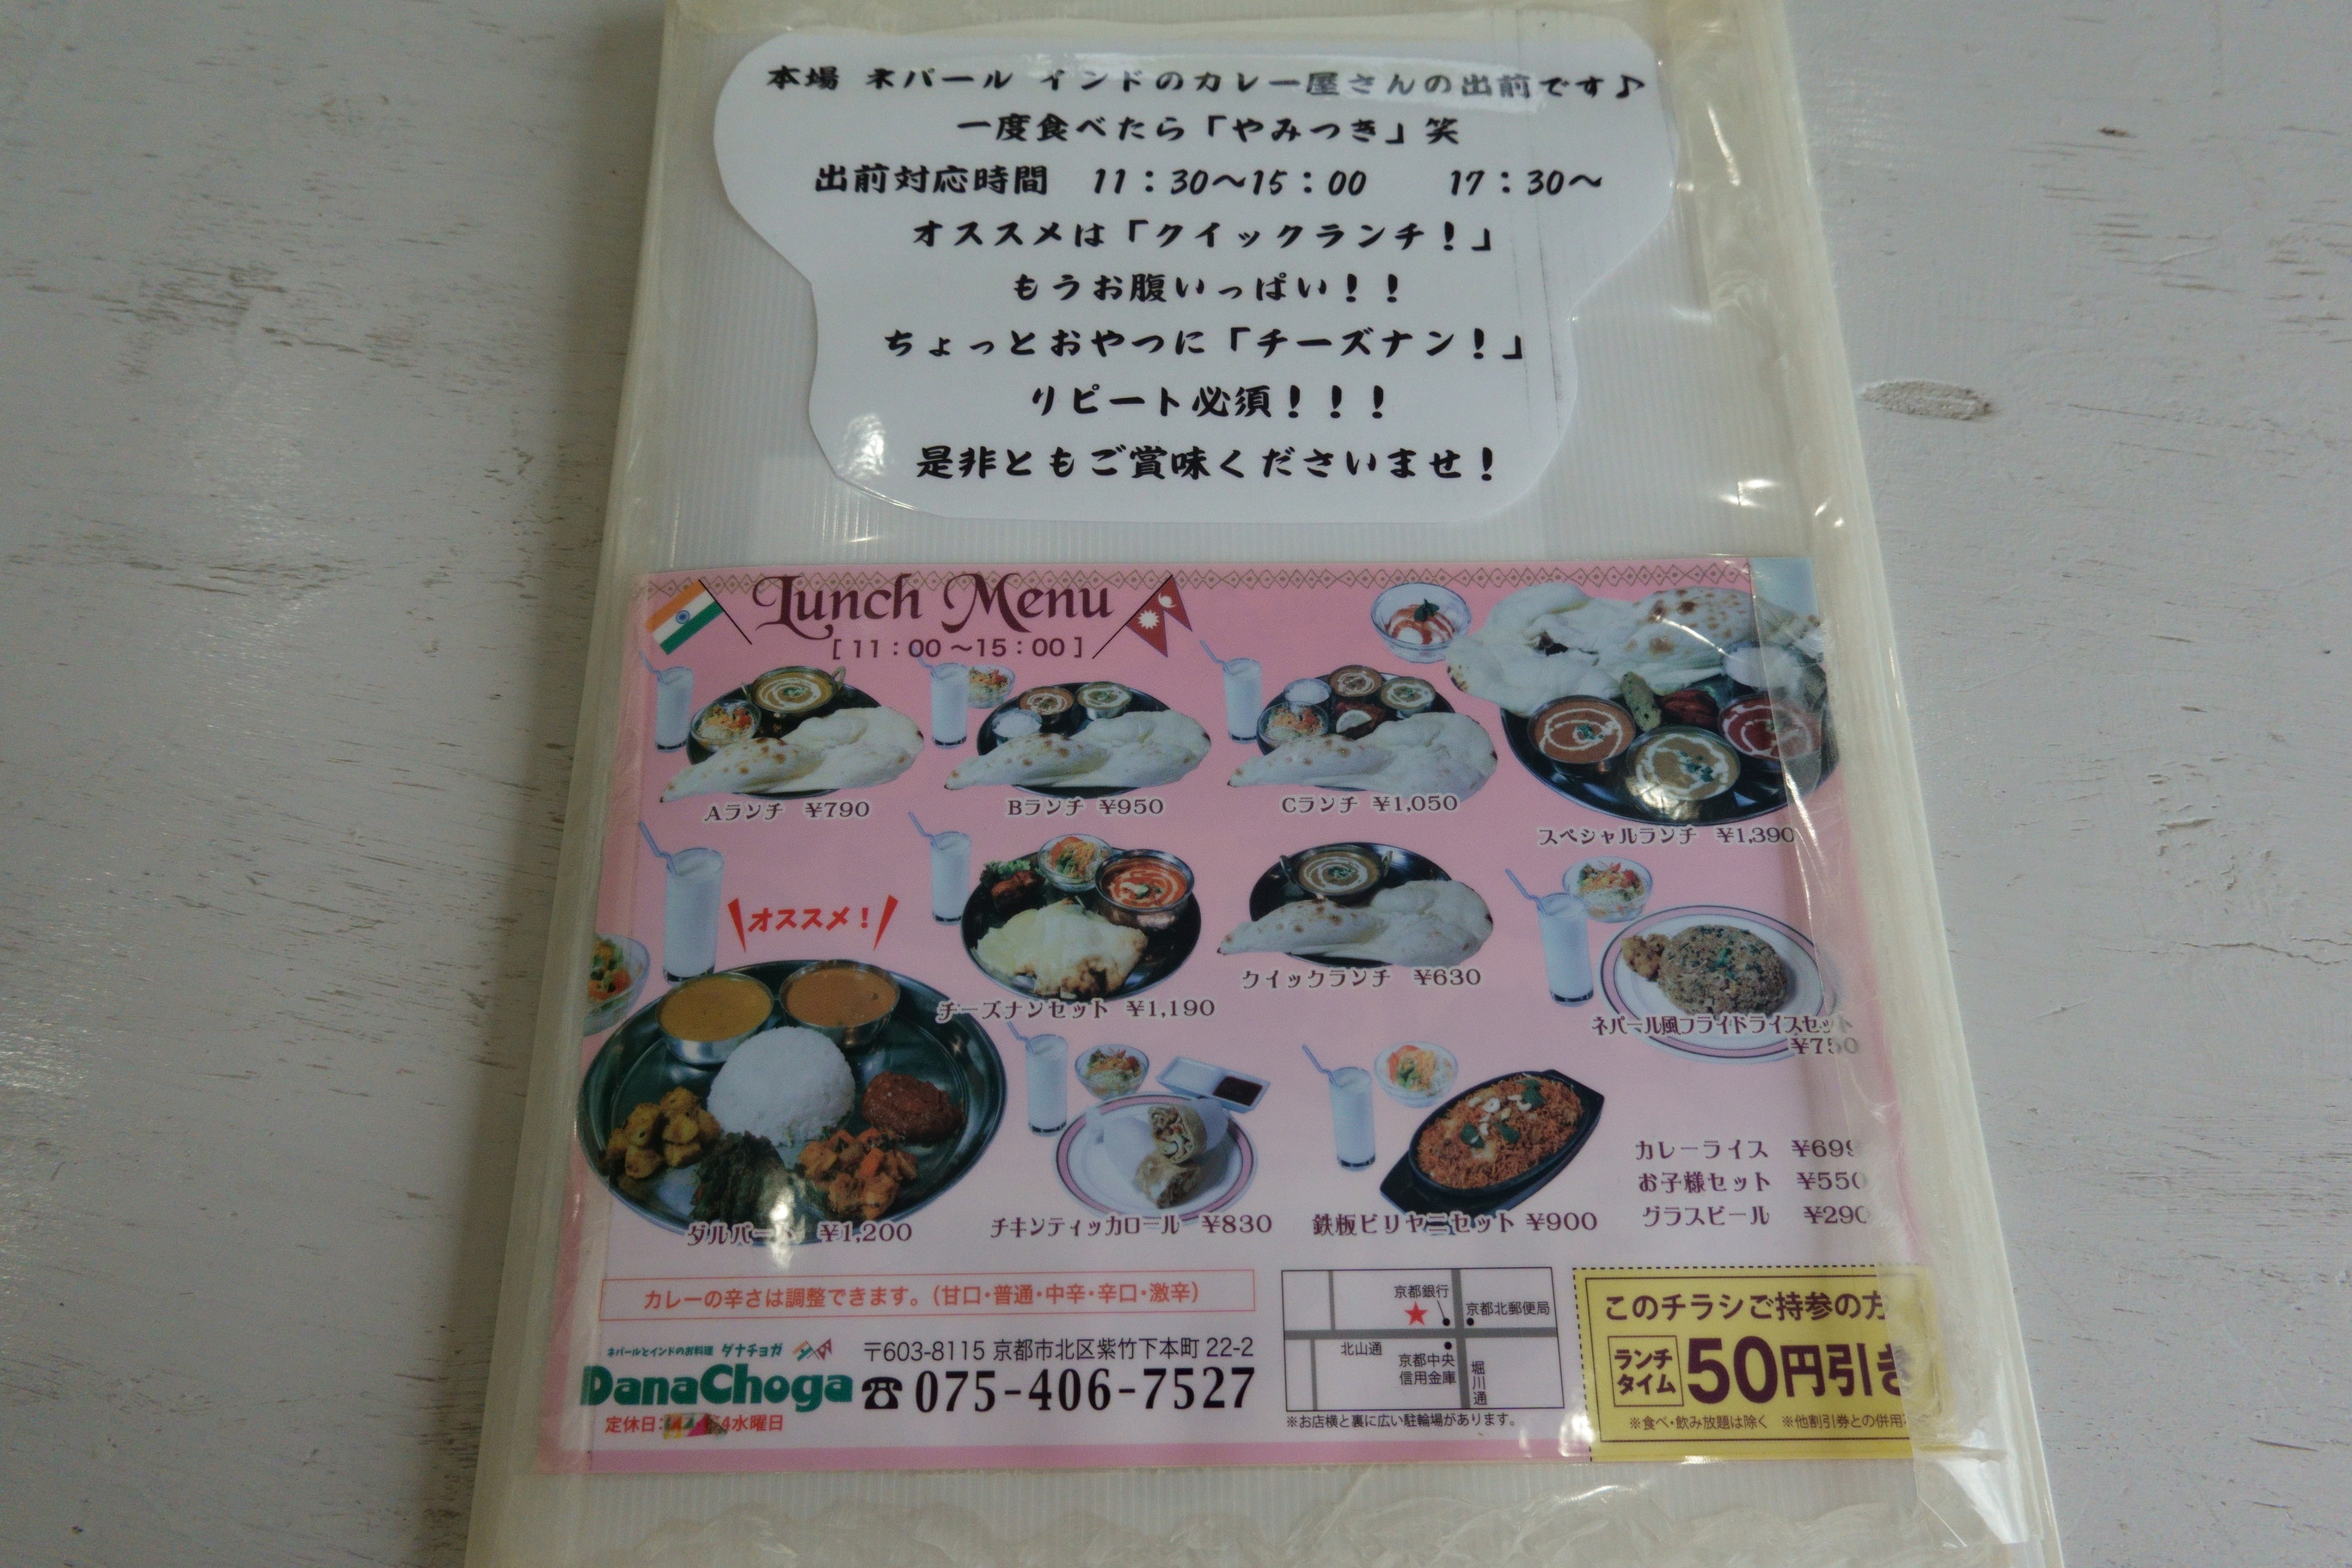 本場 ネパール インドのカレー屋さんの出前です♪
一度食べたら「やみつき」笑
出前対応時間 11：30～15：00 17：30～
オススメは「クイックランチ！」
もうお腹いっぱい！！
ちょっとおやつに「チーズナン！」
リピート必須！！！
是非ともご賞味くださいませ！
Lunch Menu
[ 11：00 ～15：00 ]
Aランチ ¥790
Bランチ ¥950
Cランチ ¥1,050
スペシャルランチ ¥1,390
オススメ！
チーズナンセット ¥1,190
クイックランチ ¥630
ネパール風フライドライスセット
¥750
ダルバート ¥1,200
チキンティッカロール ¥830
鉄板ビリヤニセット ¥900
カレーライス ¥699
お子様セット ¥550
グラスビール ¥290
カレーの辛さは調整できます。（甘口・普通・中辛・辛口・激辛）
ネパールとインドのお料理 ダナチョガ
DanaChoga
定休日: 4水曜日
〒603-8115 京都市北区紫竹下本町 22-2
☎075-406-7527
京都銀行
京都北郵便局
北山通
京都中央
信用金庫
堀川通
※お店横と裏に広い駐輪場があります。
このチラシご持参の方
ランチ
タイム
50円引き
※食べ・飲み放題は除く ※他割引券との併用